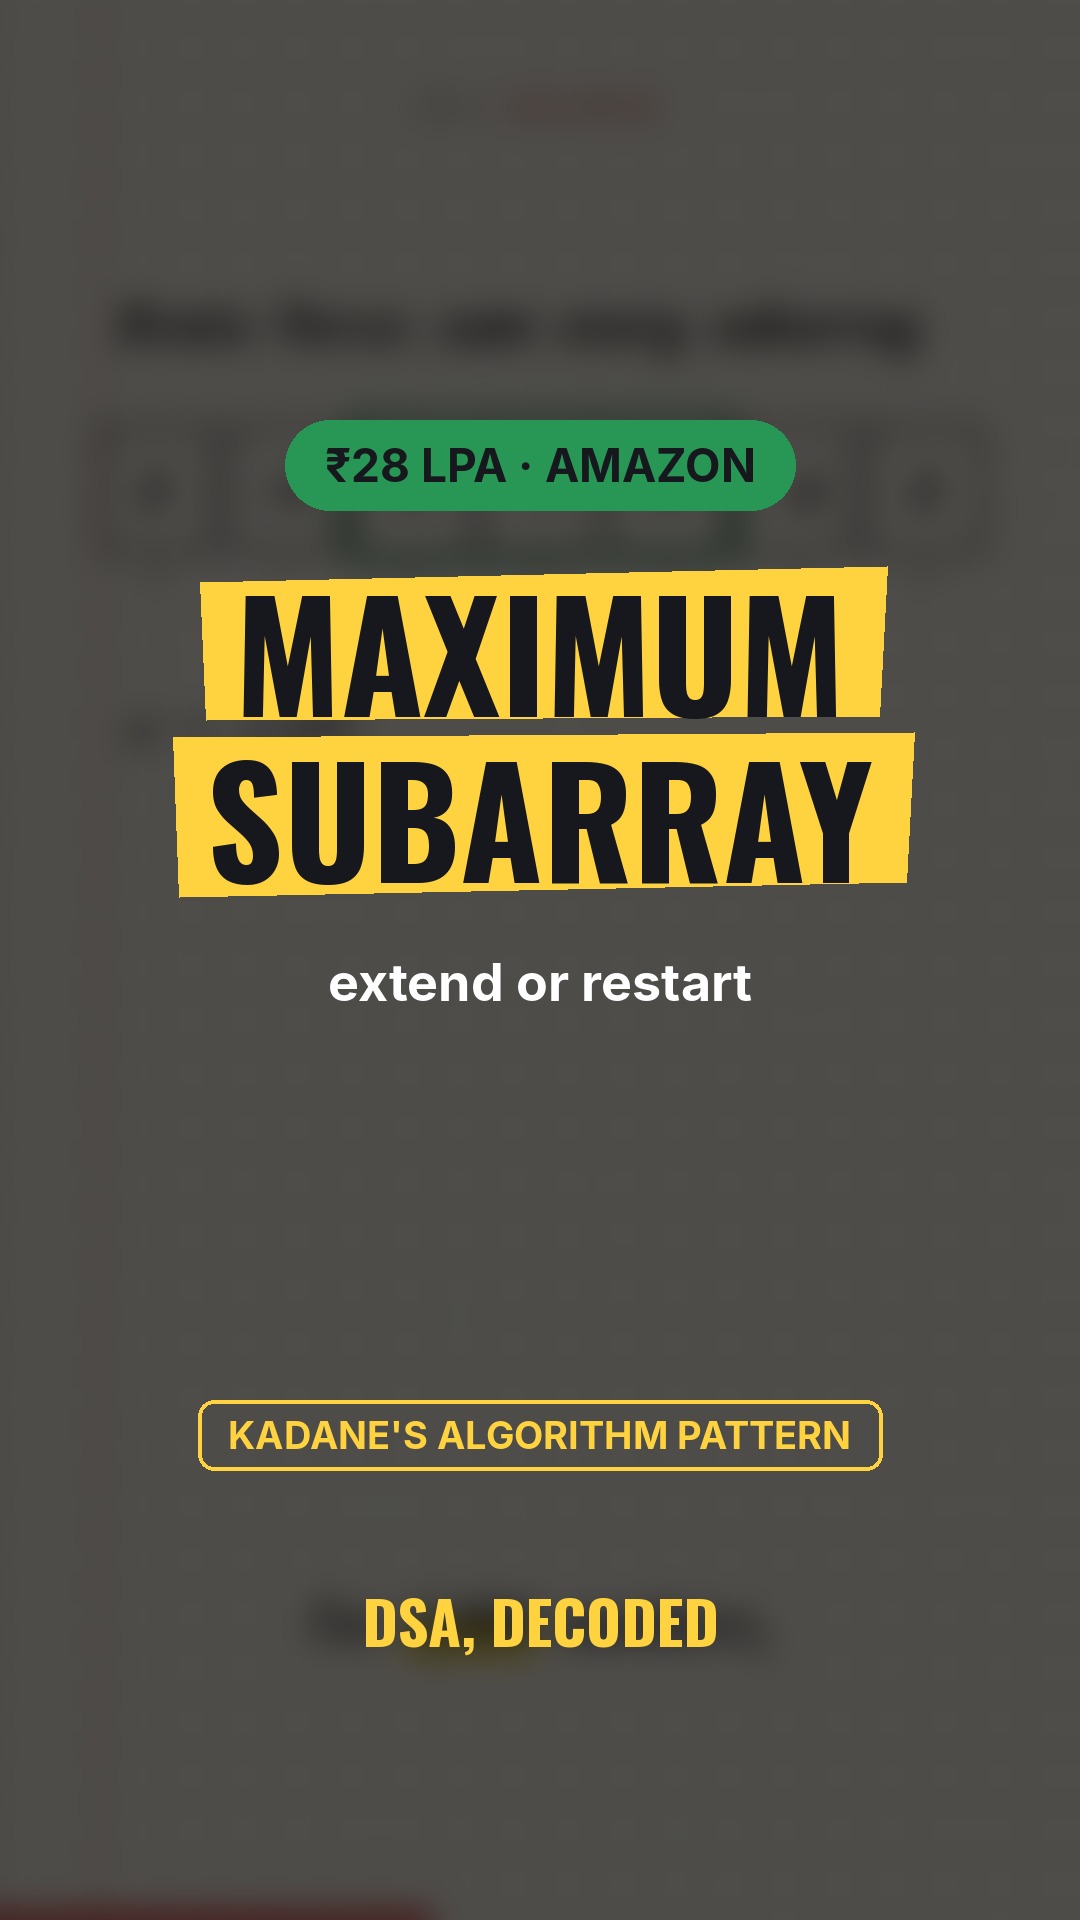 ₹28 LPA · AMAZON
MAXIMUM
SUBARRAY
extend or restart
KADANE'S ALGORITHM PATTERN
DSA, DECODED